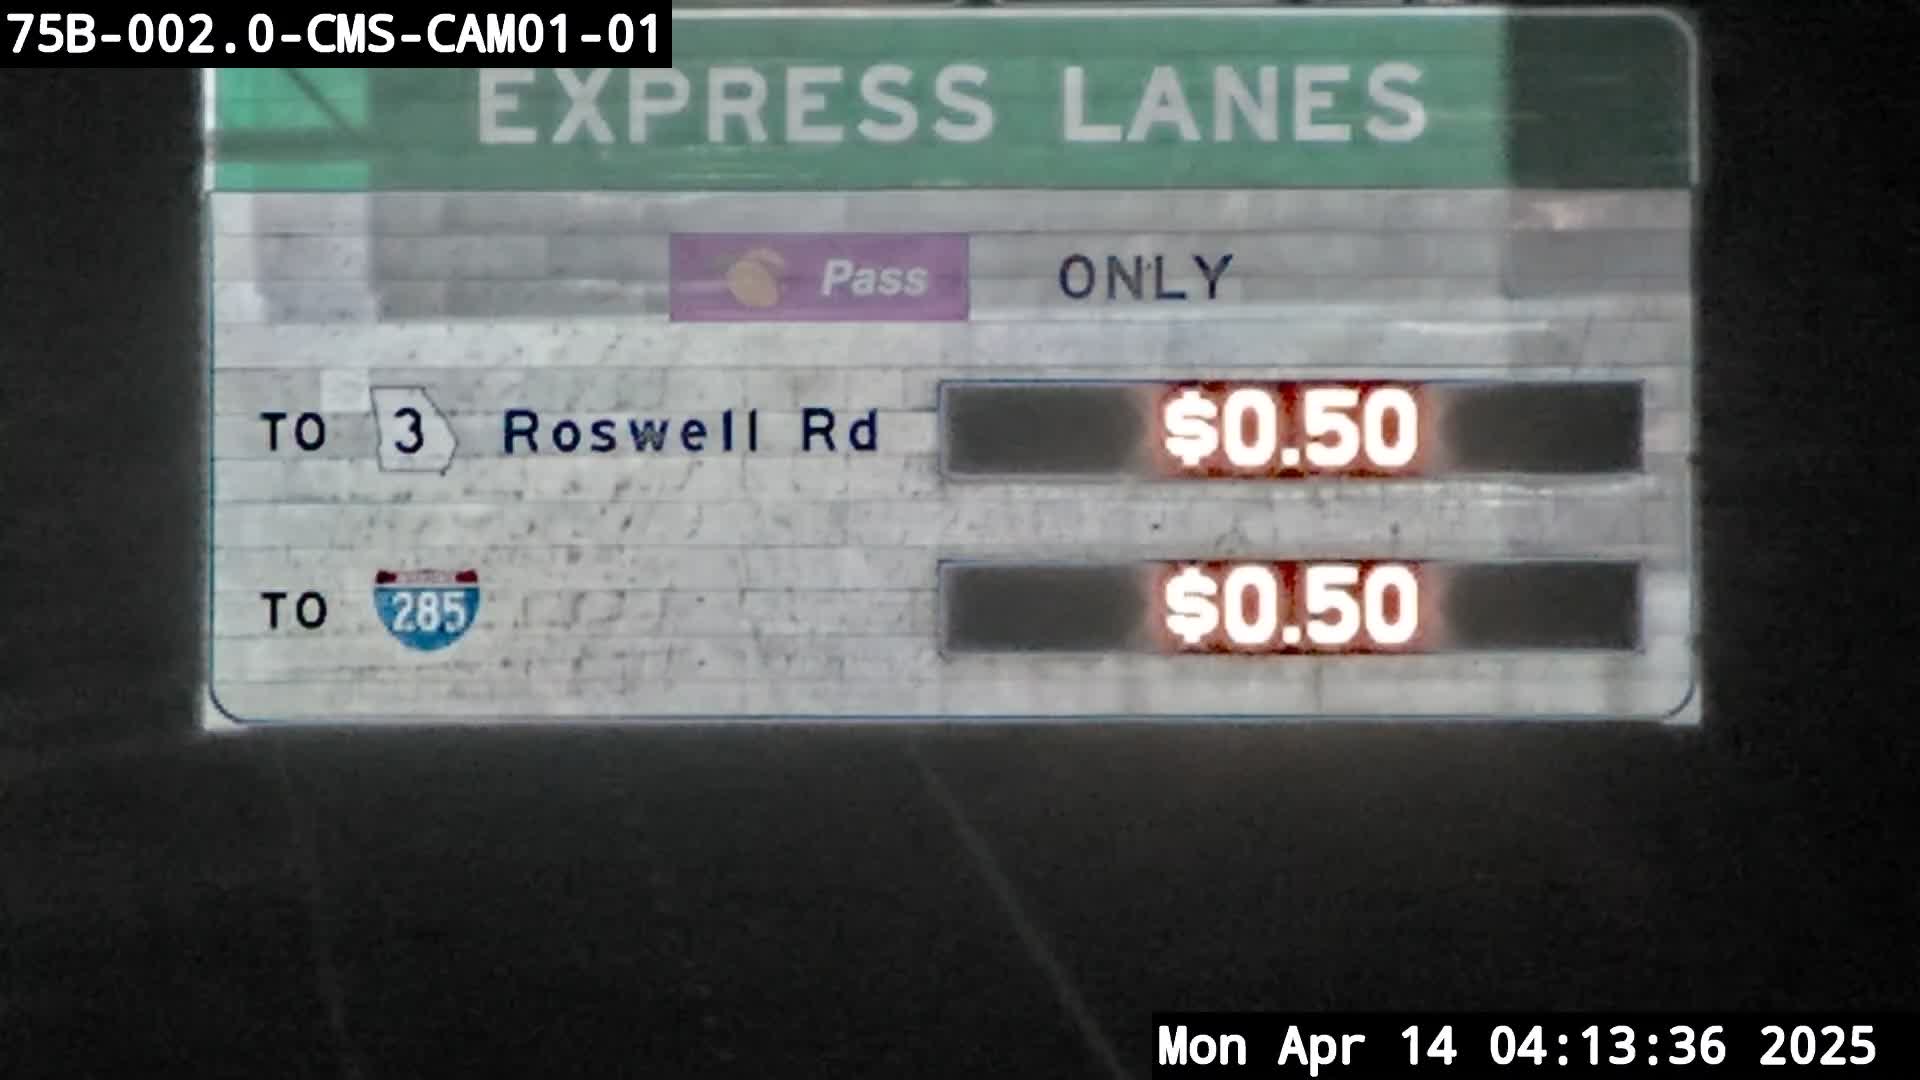 75B-002.0-CMS-CAM01-01
EXPRESS LANES
Pass ONLY
TO 3 Roswell Rd $0.50
TO 285 $0.50
Mon Apr 14 04:13:36 2025